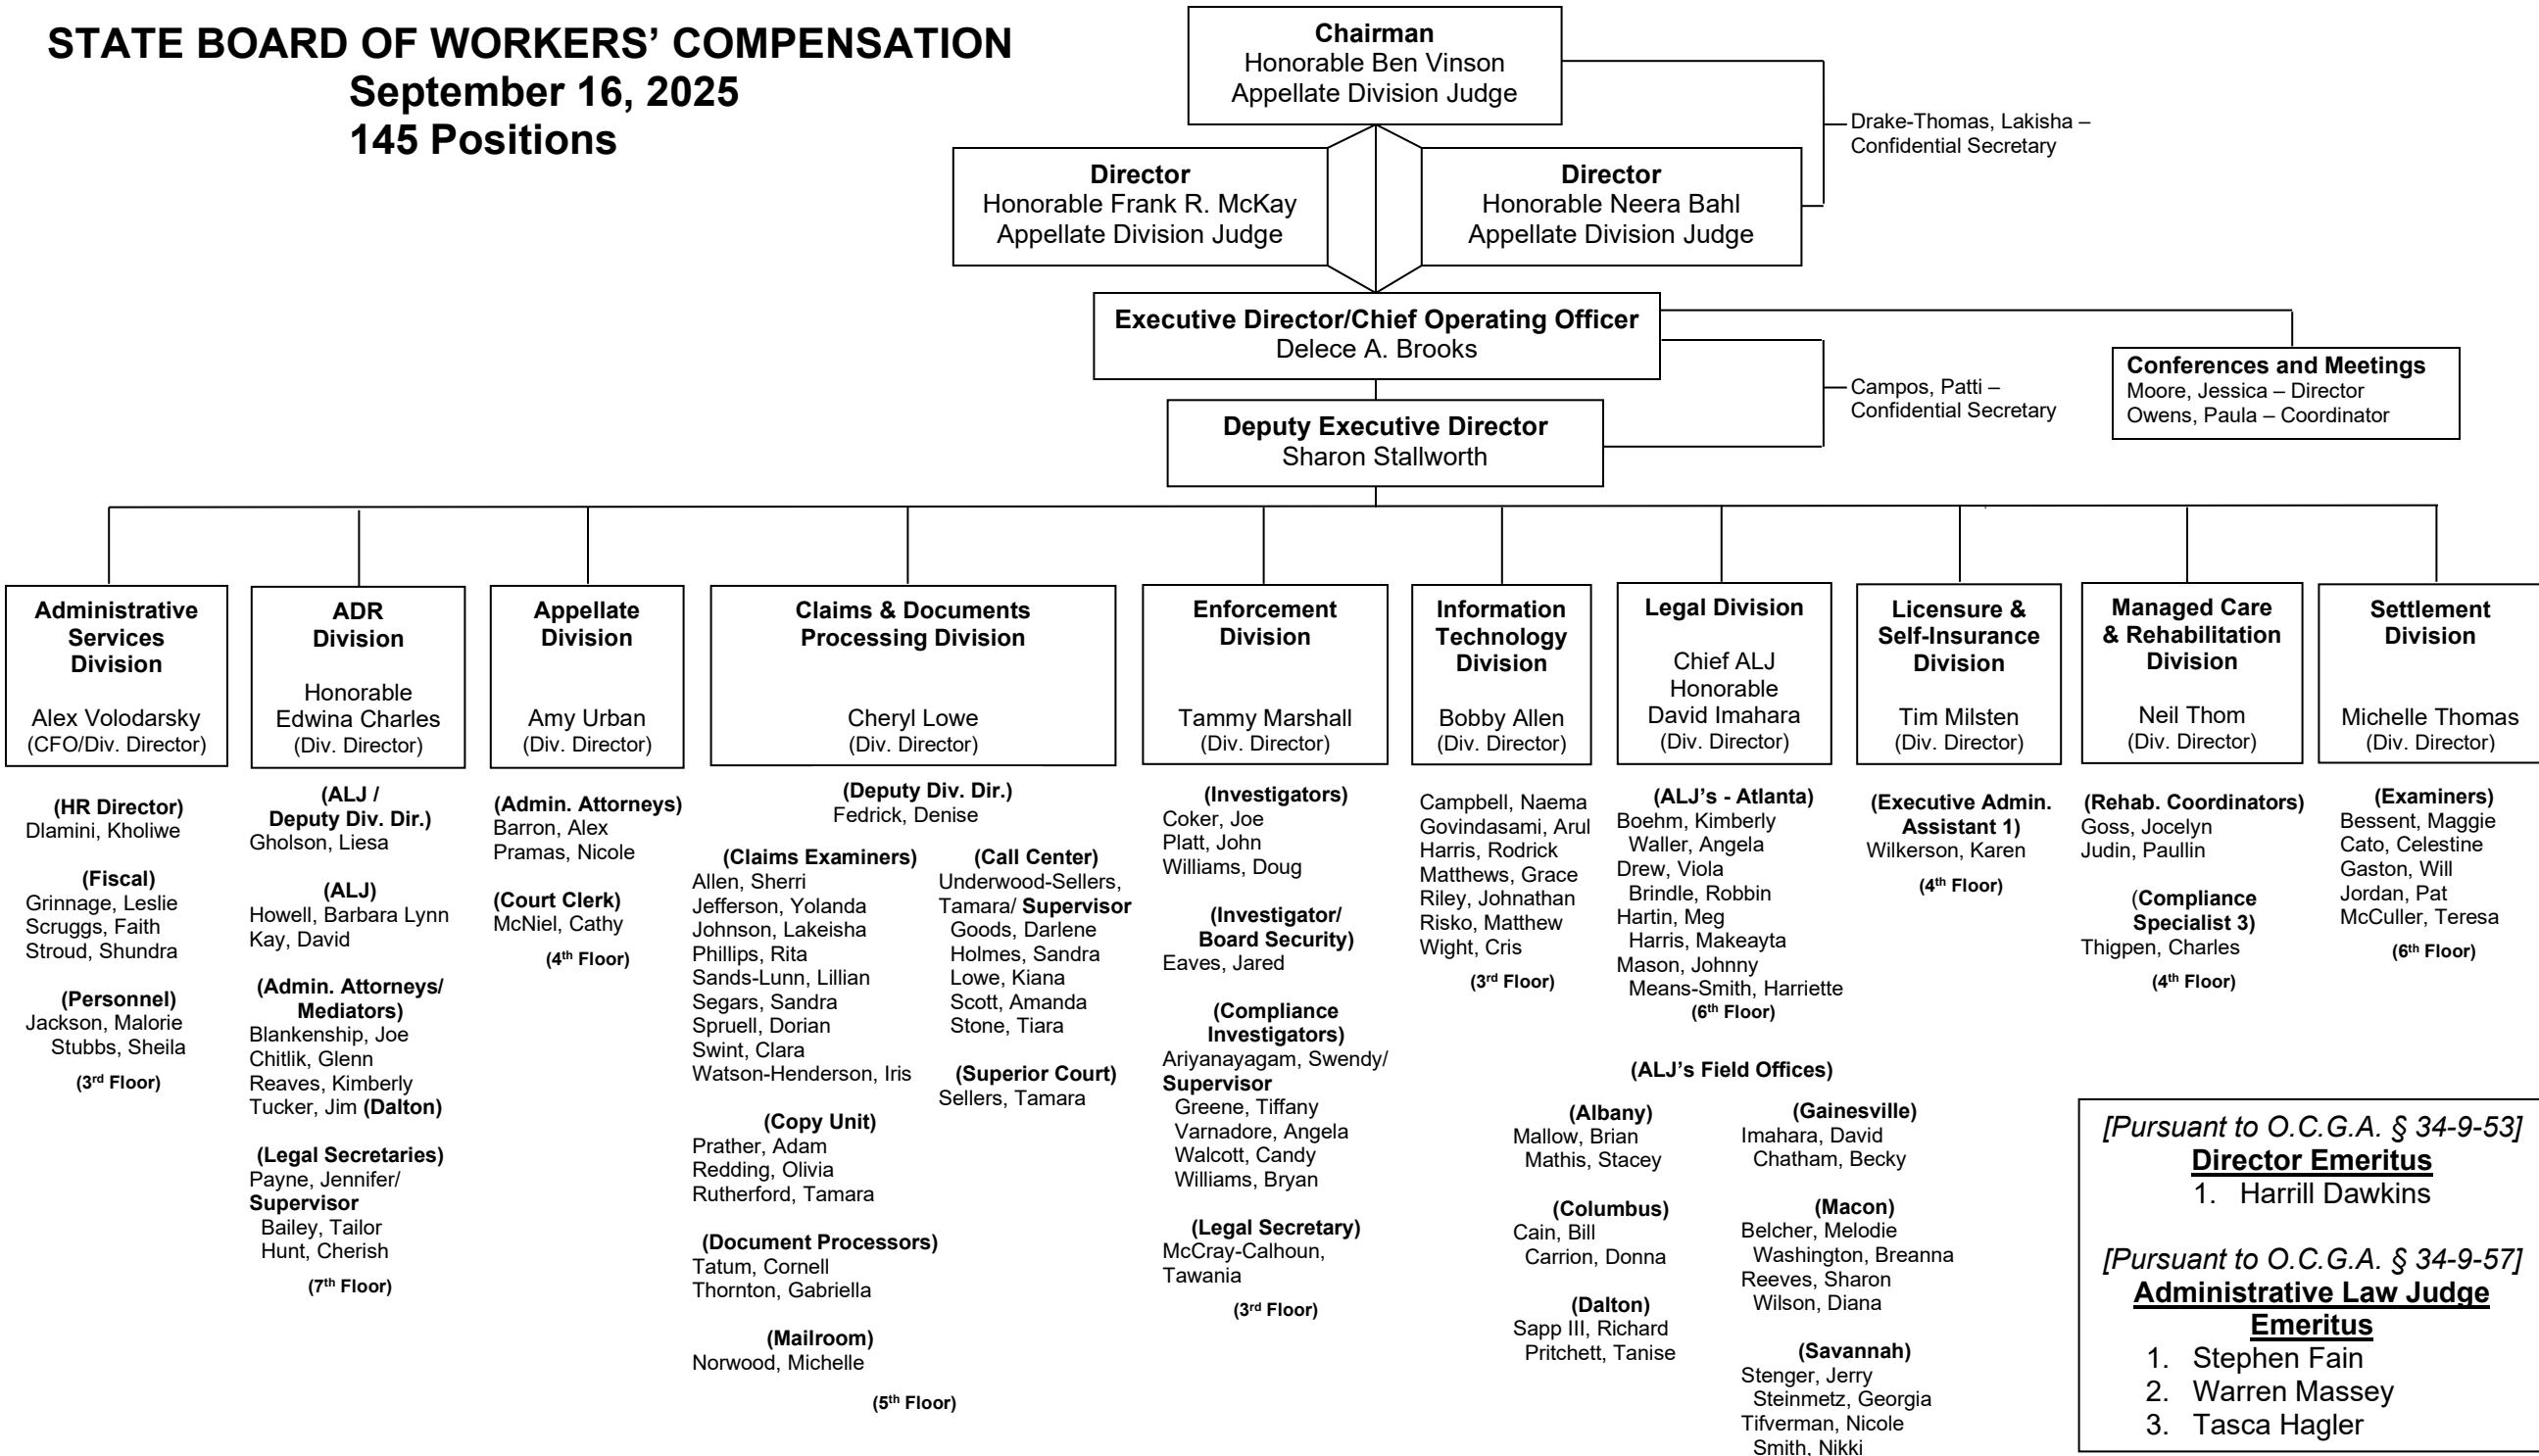 STATE BOARD OF WORKERS’ COMPENSATION
September 16, 2025
145 Positions
Chairman
Honorable Ben Vinson
Appellate Division Judge
Drake-Thomas, Lakisha –
Confidential Secretary
Director
Honorable Frank R. McKay
Appellate Division Judge
Director
Honorable Neera Bahl
Appellate Division Judge
Executive Director/Chief Operating Officer
Delece A. Brooks
Campos, Patti –
Confidential Secretary
Conferences and Meetings
Moore, Jessica – Director
Owens, Paula – Coordinator
Deputy Executive Director
Sharon Stallworth
Administrative
Services
Division
Alex Volodarsky
(CFO/Div. Director)
(HR Director)
Dlamini, Kholiwe
(Fiscal)
Grinnage, Leslie
Scruggs, Faith
Stroud, Shundra
(Personnel)
Jackson, Malorie
Stubbs, Sheila
(3rd Floor)
ADR
Division
Honorable
Edwina Charles
(Div. Director)
(ALJ /
Deputy Div. Dir.)
Gholson, Liesa
(ALJ)
Howell, Barbara Lynn
Kay, David
(Admin. Attorneys/
Mediators)
Blankenship, Joe
Chitlik, Glenn
Reaves, Kimberly
Tucker, Jim (Dalton)
(Legal Secretaries)
Payne, Jennifer/
Supervisor
Bailey, Tailor
Hunt, Cherish
(7th Floor)
Appellate
Division
Amy Urban
(Div. Director)
(Admin. Attorneys)
Barron, Alex
Pramas, Nicole
(Court Clerk)
McNiel, Cathy
(4th Floor)
Claims & Documents
Processing Division
Cheryl Lowe
(Div. Director)
(Deputy Div. Dir.)
Fedrick, Denise
(Claims Examiners)
Allen, Sherri
Jefferson, Yolanda
Johnson, Lakeisha
Phillips, Rita
Sands-Lunn, Lillian
Segars, Sandra
Spruell, Dorian
Swint, Clara
Watson-Henderson, Iris
(Copy Unit)
Prather, Adam
Redding, Olivia
Rutherford, Tamara
(Document Processors)
Tatum, Cornell
Thornton, Gabriella
(Mailroom)
Norwood, Michelle
(Call Center)
Underwood-Sellers,
Tamara/ Supervisor
Goods, Darlene
Holmes, Sandra
Lowe, Kiana
Scott, Amanda
Stone, Tiara
(Superior Court)
Sellers, Tamara
(5th Floor)
Enforcement
Division
Tammy Marshall
(Div. Director)
(Investigators)
Coker, Joe
Platt, John
Williams, Doug
(Investigator/
Board Security)
Eaves, Jared
(Compliance
Investigators)
Ariyanayagam, Swendy/
Supervisor
Greene, Tiffany
Varnadore, Angela
Walcott, Candy
Williams, Bryan
(Legal Secretary)
McCray-Calhoun,
Tawania
(3rd Floor)
Information
Technology
Division
Bobby Allen
(Div. Director)
Campbell, Naema
Govindasami, Arul
Harris, Rodrick
Matthews, Grace
Riley, Johnathan
Risko, Matthew
Wight, Cris
(3rd Floor)
Legal Division
Chief ALJ
Honorable
David Imahara
(Div. Director)
(ALJ’s - Atlanta)
Boehm, Kimberly
Waller, Angela
Drew, Viola
Brindle, Robbin
Hartin, Meg
Harris, Makeayta
Mason, Johnny
Means-Smith, Harriette
(6th Floor)
(ALJ’s Field Offices)
(Albany)
Mallow, Brian
Mathis, Stacey
(Columbus)
Cain, Bill
Carrion, Donna
(Dalton)
Sapp III, Richard
Pritchett, Tanise
(Gainesville)
Imahara, David
Chatham, Becky
(Macon)
Belcher, Melodie
Washington, Breanna
Reeves, Sharon
Wilson, Diana
(Savannah)
Stenger, Jerry
Steinmetz, Georgia
Tifverman, Nicole
Smith, Nikki
Licensure &
Self-Insurance
Division
Tim Milsten
(Div. Director)
(Executive Admin.
Assistant 1)
Wilkerson, Karen
(4th Floor)
Managed Care
& Rehabilitation
Division
Neil Thom
(Div. Director)
(Rehab. Coordinators)
Goss, Jocelyn
Judin, Paullin
(Compliance
Specialist 3)
Thigpen, Charles
(4th Floor)
Settlement
Division
Michelle Thomas
(Div. Director)
(Examiners)
Bessent, Maggie
Cato, Celestine
Gaston, Will
Jordan, Pat
McCuller, Teresa
(6th Floor)
[Pursuant to O.C.G.A. § 34-9-53]
Director Emeritus
1. Harrill Dawkins
[Pursuant to O.C.G.A. § 34-9-57]
Administrative Law Judge
Emeritus
1. Stephen Fain
2. Warren Massey
3. Tasca Hagler